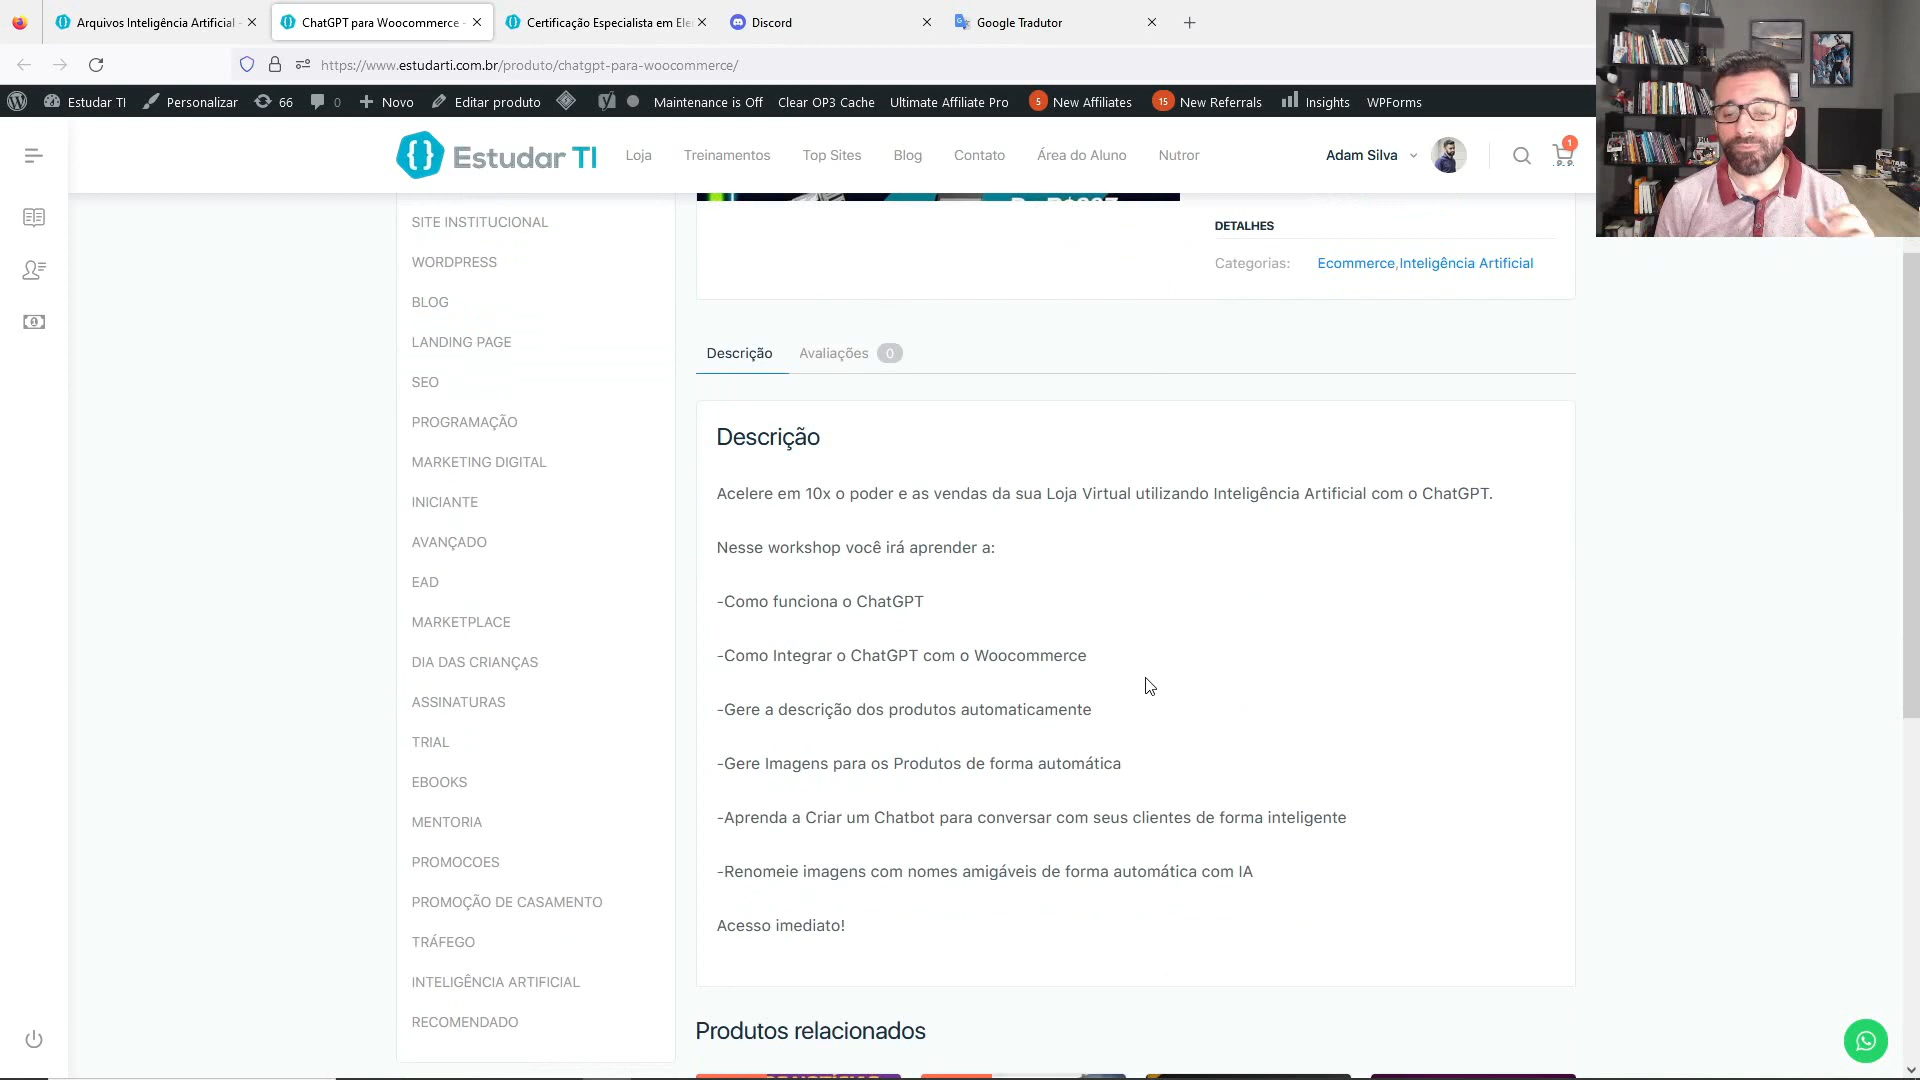 Arquivos Inteligência Artificial -
ChatGPT para Woocommerce -
Certificação Especialista em Ele
Discord
Google Tradutor
https://www.estudarti.com.br/produto/chatgpt-para-woocommerce/
Estudar TI
Personalizar
66
0
Novo
Editar produto
Maintenance is Off
Clear OP3 Cache
Ultimate Affiliate Pro
5 New Affiliates
15 New Referrals
Insights
WPForms
Estudar TI
Loja
Treinamentos
Top Sites
Blog
Contato
Área do Aluno
Nutror
Adam Silva
1
SITE INSTITUCIONAL
WORDPRESS
BLOG
LANDING PAGE
SEO
PROGRAMAÇÃO
MARKETING DIGITAL
INICIANTE
AVANÇADO
EAD
MARKETPLACE
DIA DAS CRIANÇAS
ASSINATURAS
TRIAL
EBOOKS
MENTORIA
PROMOCOES
PROMOÇÃO DE CASAMENTO
TRÁFEGO
INTELIGÊNCIA ARTIFICIAL
RECOMENDADO
DETALHES
Categorias: Ecommerce,Inteligência Artificial
Descrição
Avaliações 0
Descrição
Acelere em 10x o poder e as vendas da sua Loja Virtual utilizando Inteligência Artificial com o ChatGPT.
Nesse workshop você irá aprender a:
-Como funciona o ChatGPT
-Como Integrar o ChatGPT com o Woocommerce
-Gere a descrição dos produtos automaticamente
-Gere Imagens para os Produtos de forma automática
-Aprenda a Criar um Chatbot para conversar com seus clientes de forma inteligente
-Renomeie imagens com nomes amigáveis de forma automática com IA
Acesso imediato!
Produtos relacionados